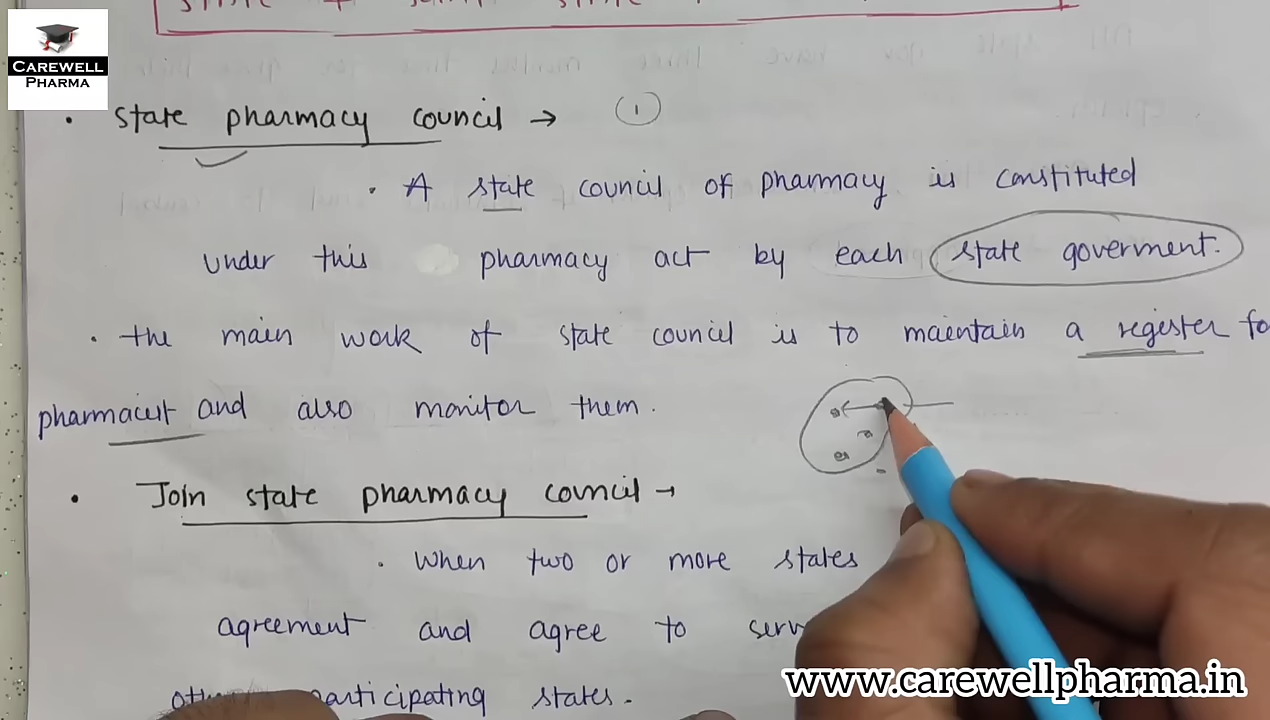 CAREWELL
PHARMA
state pharmacy council → ①
• A state council of pharmacy is constituted
under this pharmacy act by each state goverment.
• the main work of state council is to maintain a register fo
pharmacist and also monitor them.
• Join state pharmacy council →
• When two or more states
agreement and agree to serv
participating states.
www.carewellpharma.in